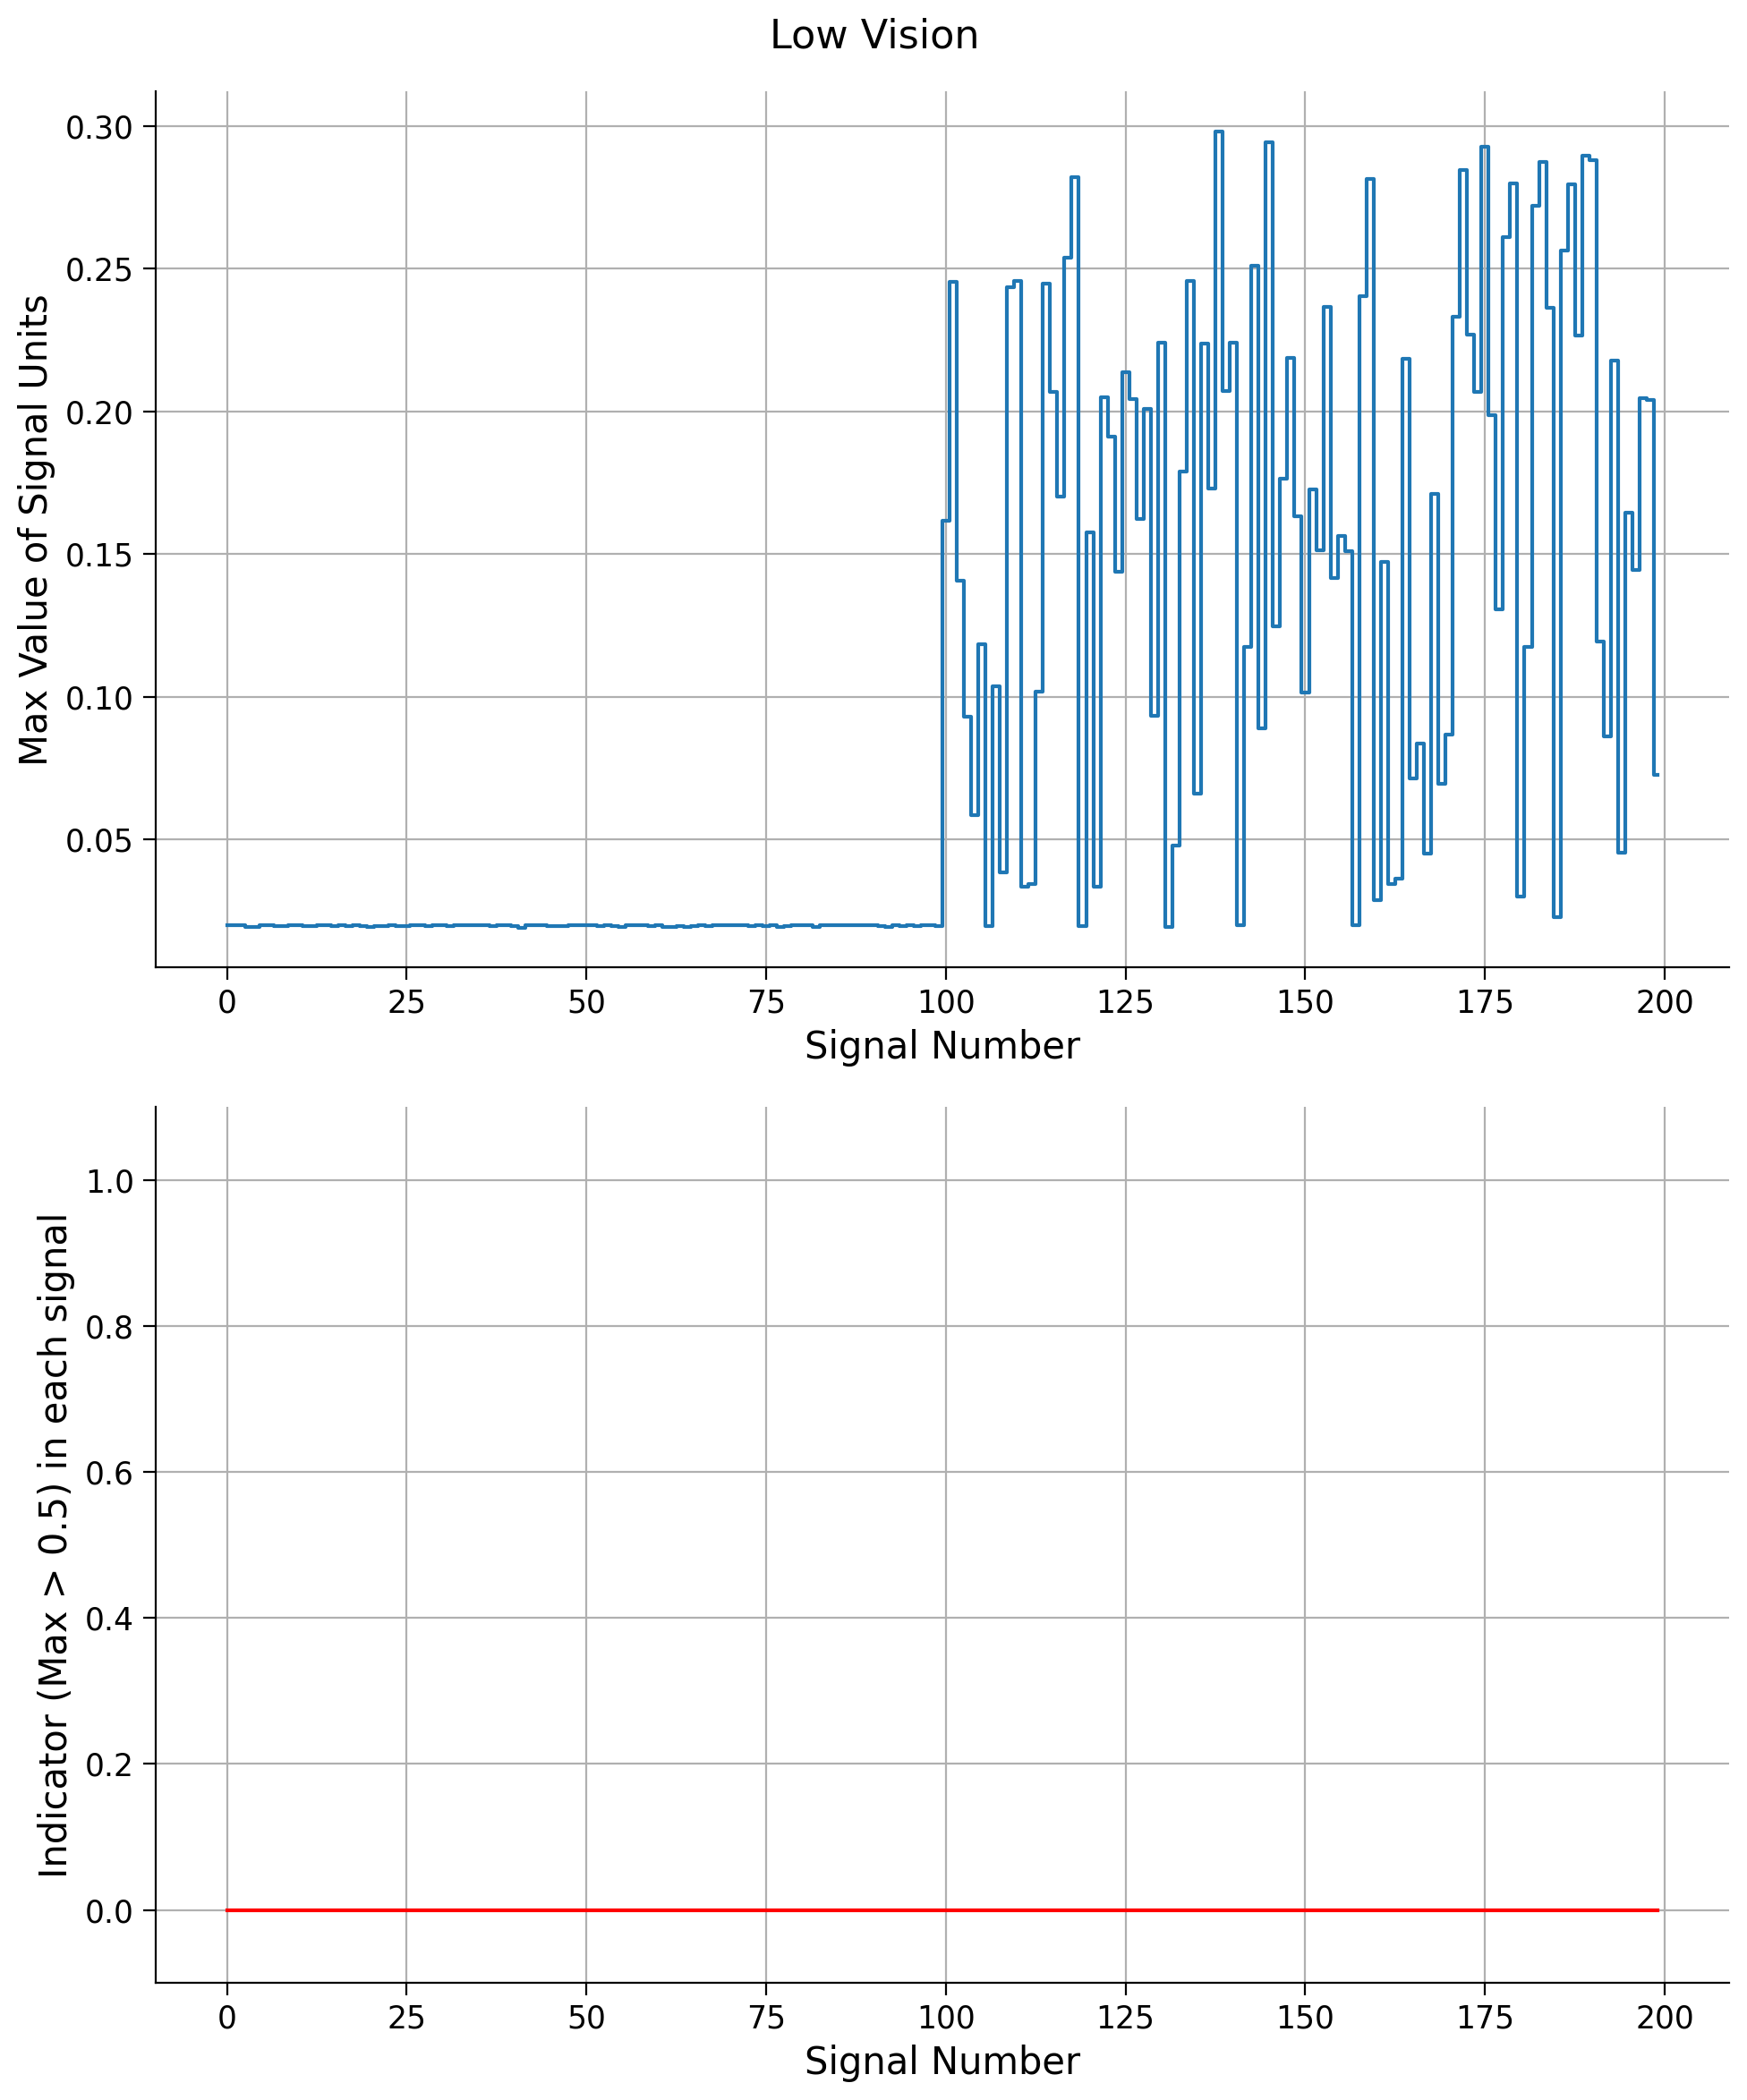 Low Vision
Max Value of Signal Units
0.30
0.25
0.20
0.15
0.10
0.05
0 25 50 75 100 125 150 175 200
Signal Number
Indicator (Max > 0.5) in each signal
1.0
0.8
0.6
0.4
0.2
0.0
0 25 50 75 100 125 150 175 200
Signal Number